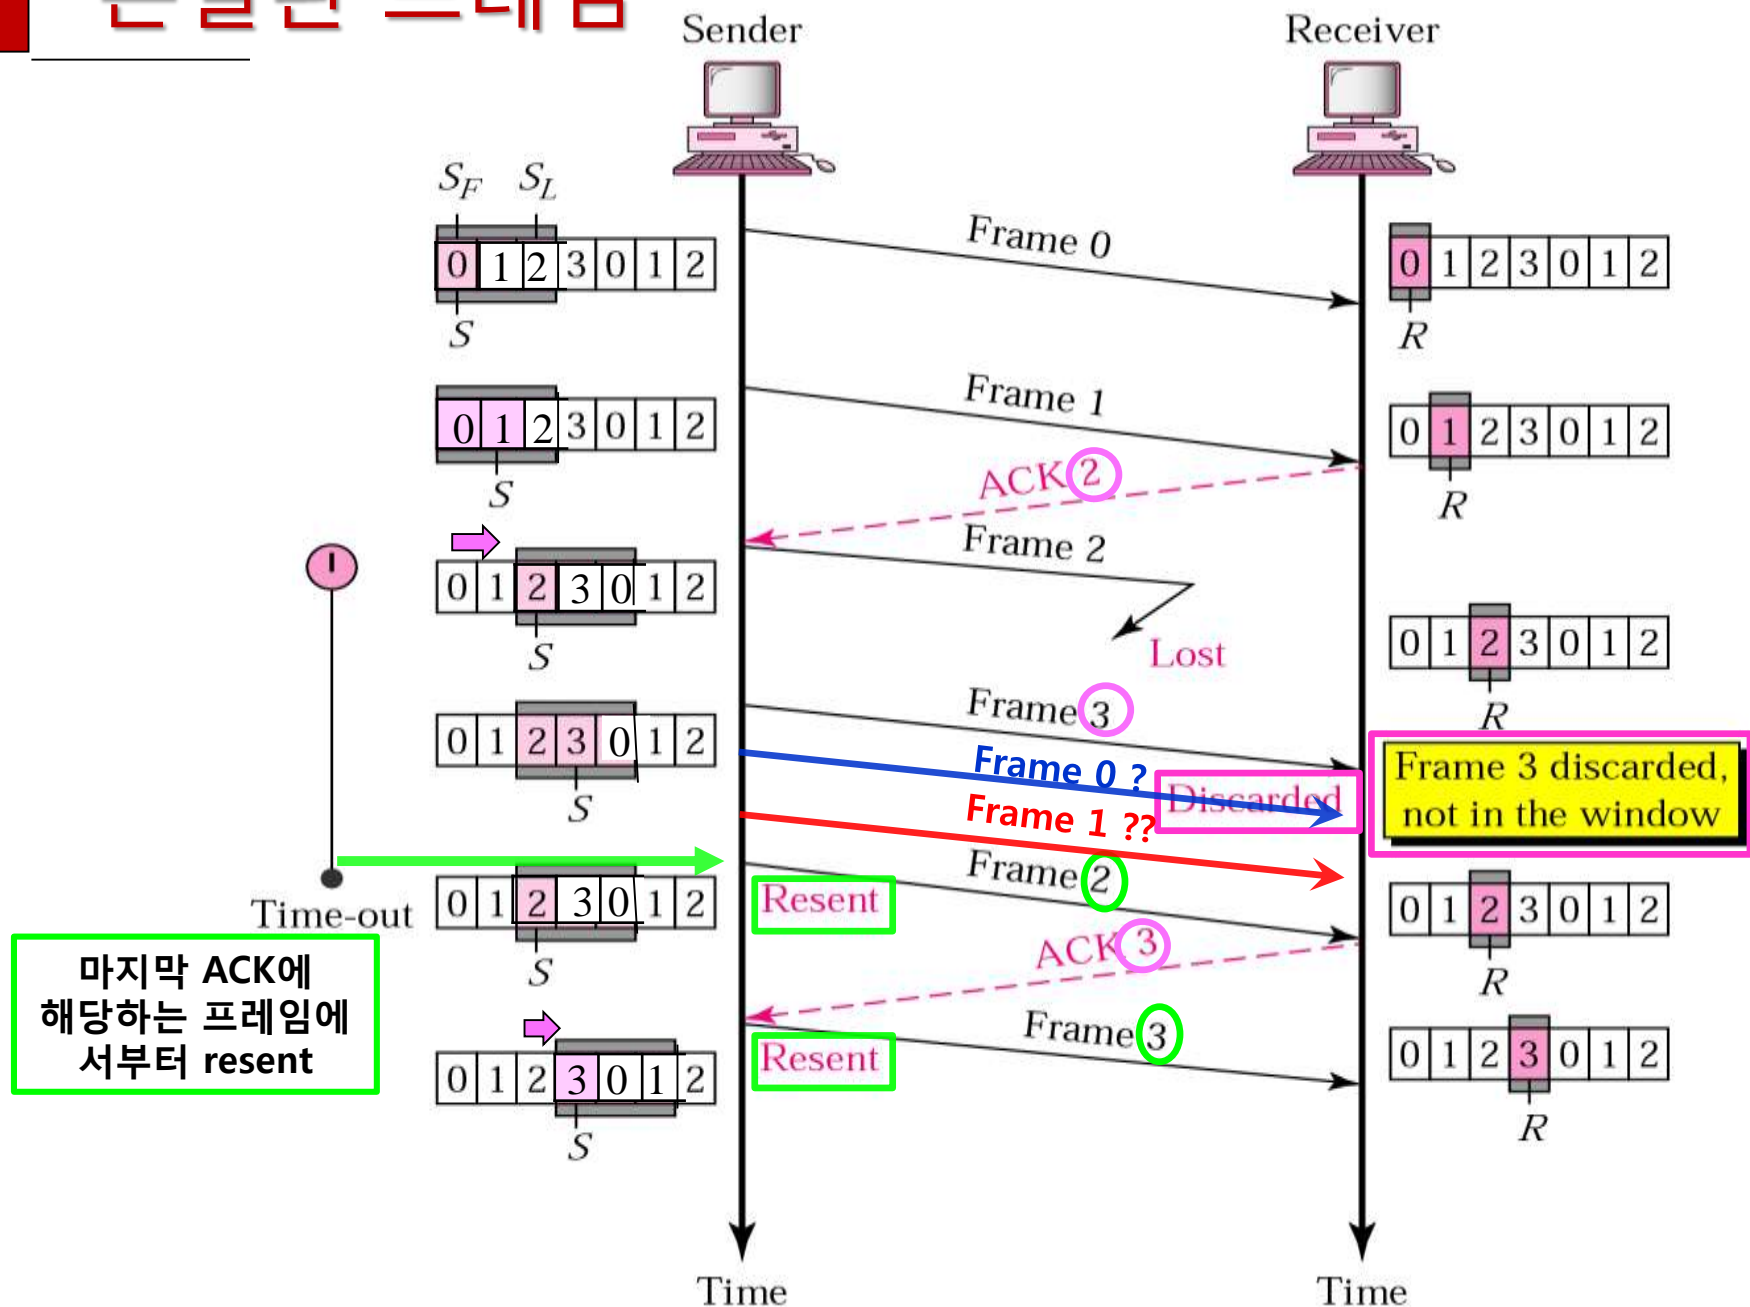 Sender
Receiver
S_F S_L
0 1 2 3 0 1 2
S
Frame 0
0 1 2 3 0 1 2
R
0 1 2 3 0 1 2
S
Frame 1
ACK 2
0 1 2 3 0 1 2
R
0 1 2 3 0 1 2
S
Frame 2
Lost
0 1 2 3 0 1 2
R
0 1 2 3 0 1 2
S
Frame 3
Frame 0 ?
Discarded
Frame 1 ??
Frame 3 discarded,
not in the window
Time-out
0 1 2 3 0 1 2
S
Resent
Frame 2
ACK 3
0 1 2 3 0 1 2
R
마지막 ACK에
해당하는 프레임에
서부터 resent
0 1 2 3 0 1 2
S
Resent
Frame 3
0 1 2 3 0 1 2
R
Time
Time